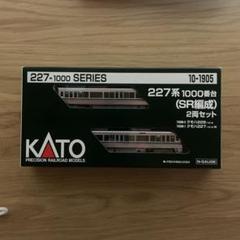 227-1000 SERIES
10-1905
227系 1000番台
(SR編成)
2両セット
KATO
PRECISION RAILROAD MODELS
N-GAUGE